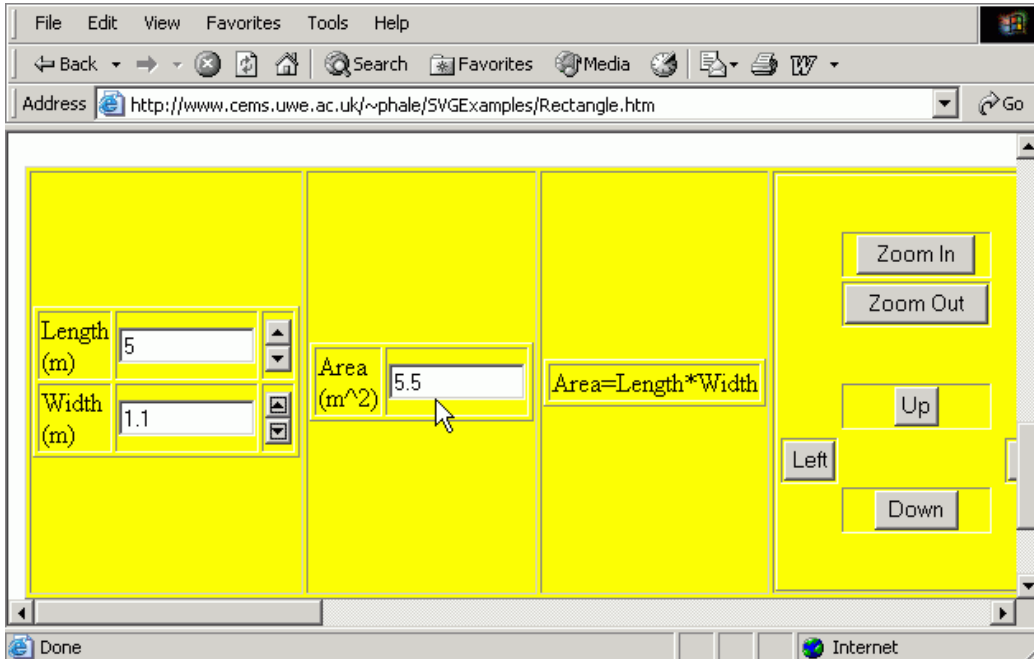 File Edit View Favorites Tools Help
Back Search Favorites Media
Address http://www.cems.uwe.ac.uk/~phale/SVGExamples/Rectangle.htm Go
Length
(m)
5
Width
(m)
1.1
Area
(m^2)
5.5
Area=Length*Width
Zoom In
Zoom Out
Up
Left
Down
Done Internet